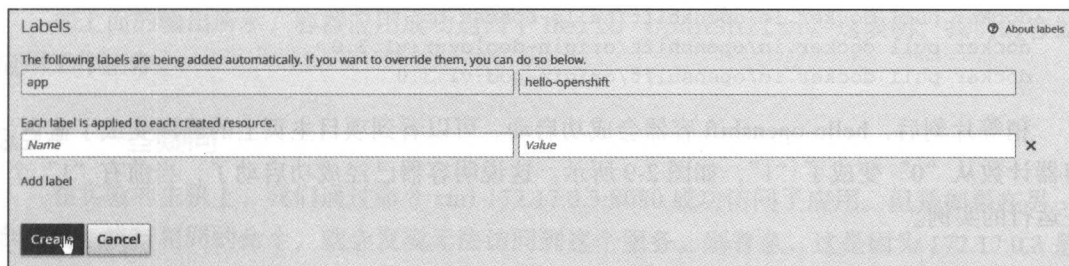 Labels
About labels
The following labels are being added automatically. If you want to override them, you can do so below.
app
hello-openshift
Each label is applied to each created resource.
Name
Value
Add label
Create
Cancel